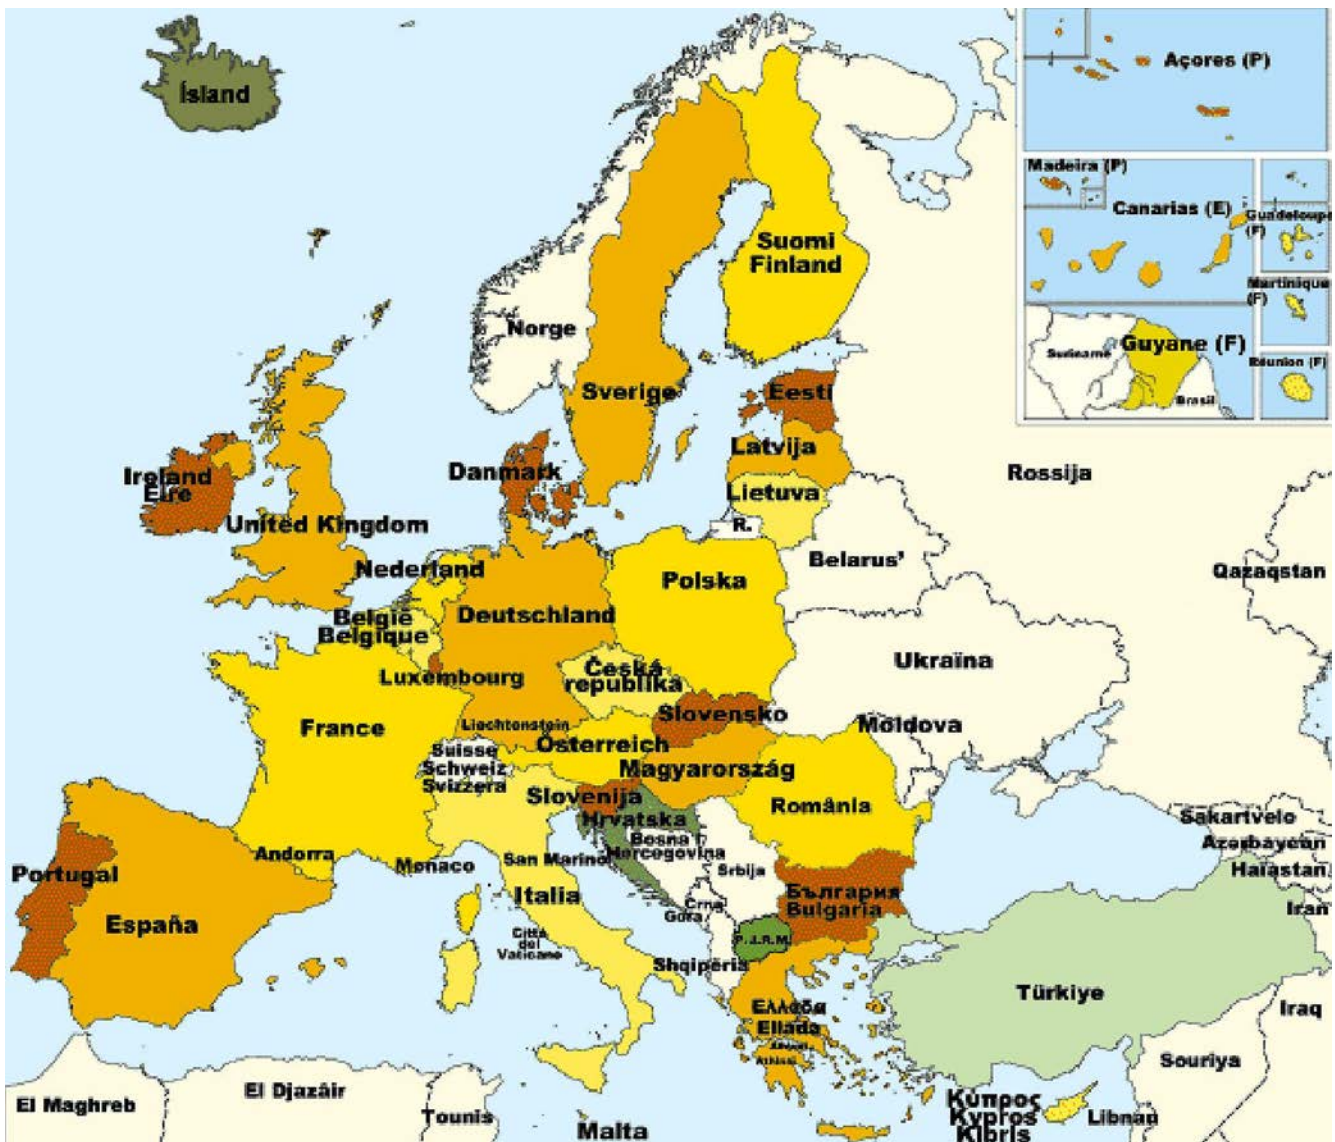 Ísland
Açores (P)
Madeira (P)
Canarias (E)
Guadeloupe
(F)
Martinique
(F)
Suriname
Guyane (F)
Brasil
Réunion (F)
Suomi
Finland
Norge
Sverige
Eesti
Latvija
Lietuva
R.
Rossija
Ireland
Eire
Danmark
United Kingdom
Nederland
België
Belgique
Deutschland
Polska
Belarus'
Qazaqstan
Luxembourg
Česká
republika
Ukraïna
France
Liechtenstein
Slovensko
Moldova
Suisse
Schweiz
Svizzera
Österreich
Magyarország
Slovenija
Hrvatska
România
Bosna i
Hercegovina
Srbija
Sakartvelo
Azərbaycan
Haïastan
Iran
Andorra
Monaco
San Marino
Portugal
España
Italia
Città
del
Vaticano
Crna
Gora
България
Bulgaria
Shqipëria
Türkiye
Iraq
Ελλαδα
Ellada
Souriya
El Maghreb
El Djazâir
Tounis
Malta
Κύπρος
Kypros
Kibris
Libnan